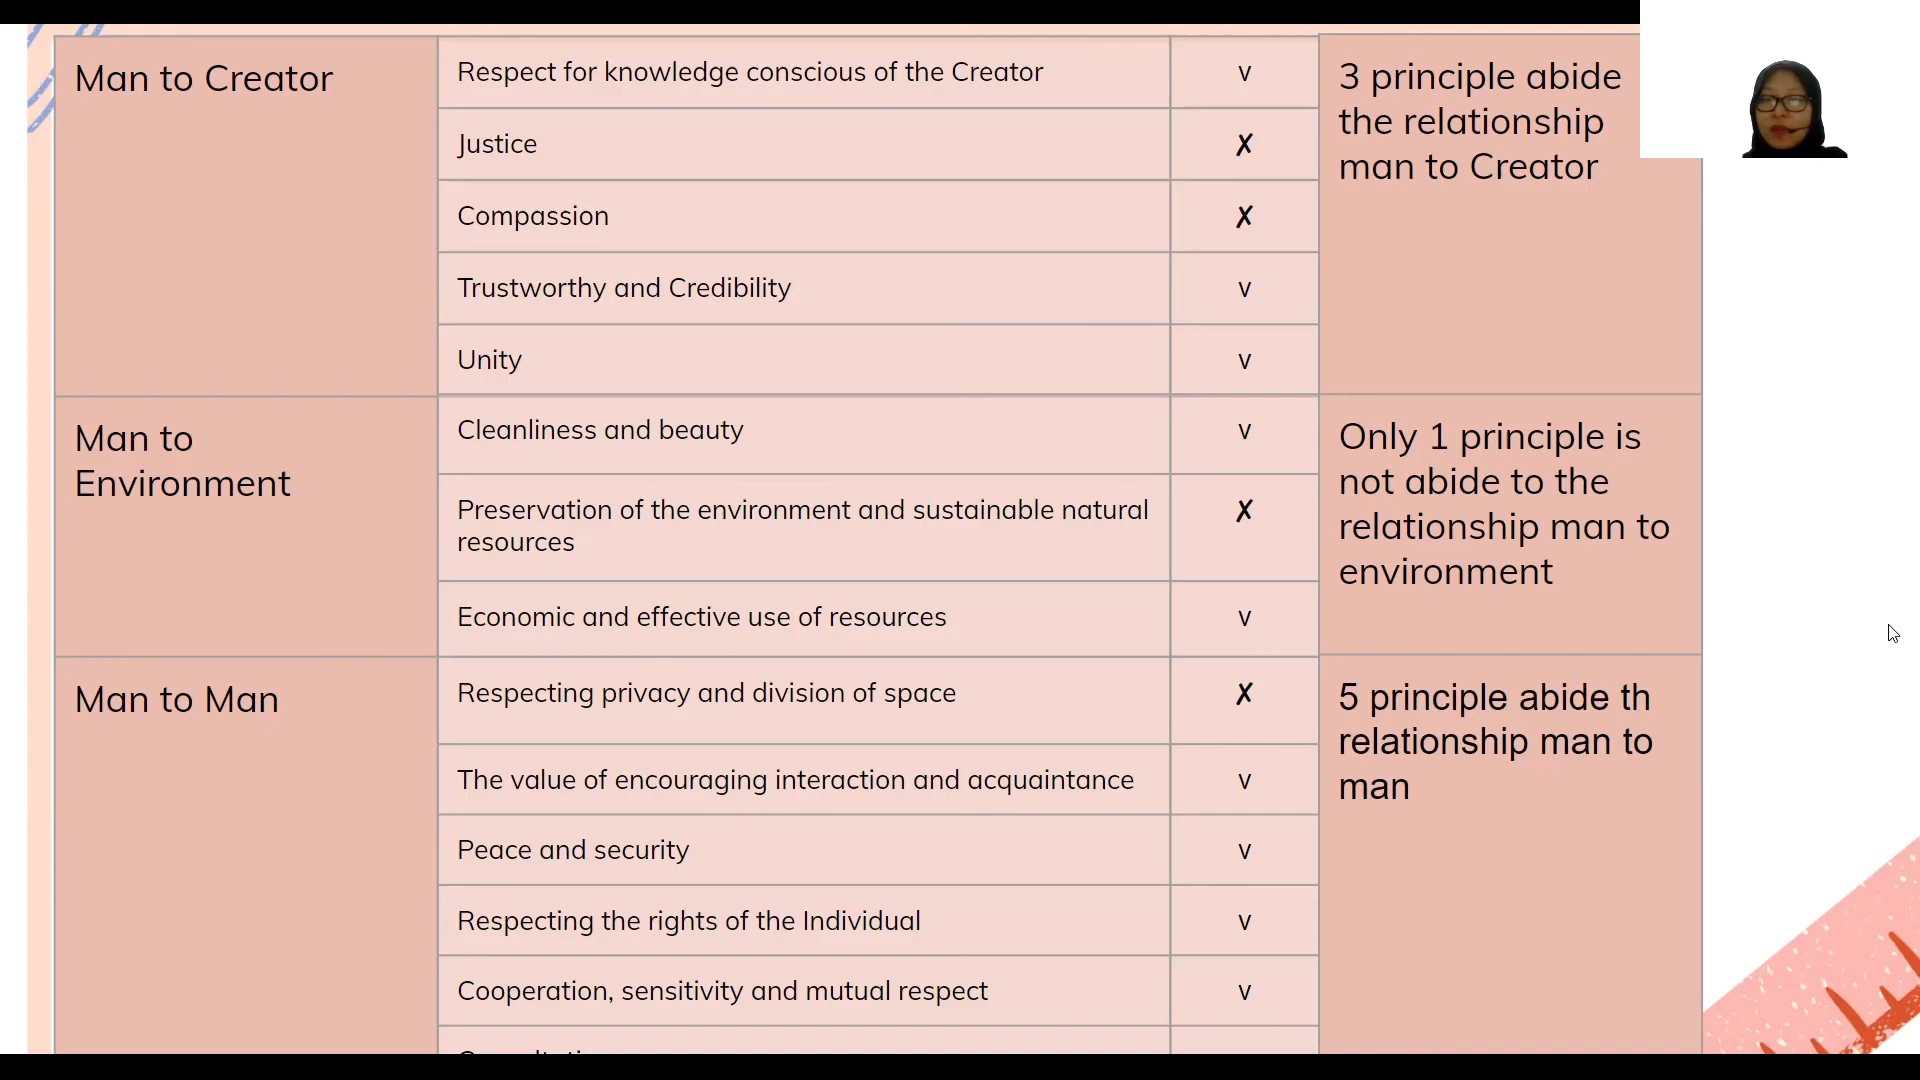 Man to Creator
Respect for knowledge conscious of the Creator v
Justice ✗
Compassion ✗
Trustworthy and Credibility v
Unity v
3 principle abide
the relationship
man to Creator
Man to
Environment
Cleanliness and beauty v
Preservation of the environment and sustainable natural ✗
resources
Economic and effective use of resources v
Only 1 principle is
not abide to the
relationship man to
environment
Man to Man
Respecting privacy and division of space ✗
The value of encouraging interaction and acquaintance v
Peace and security v
Respecting the rights of the Individual v
Cooperation, sensitivity and mutual respect v
5 principle abide th
relationship man to
man